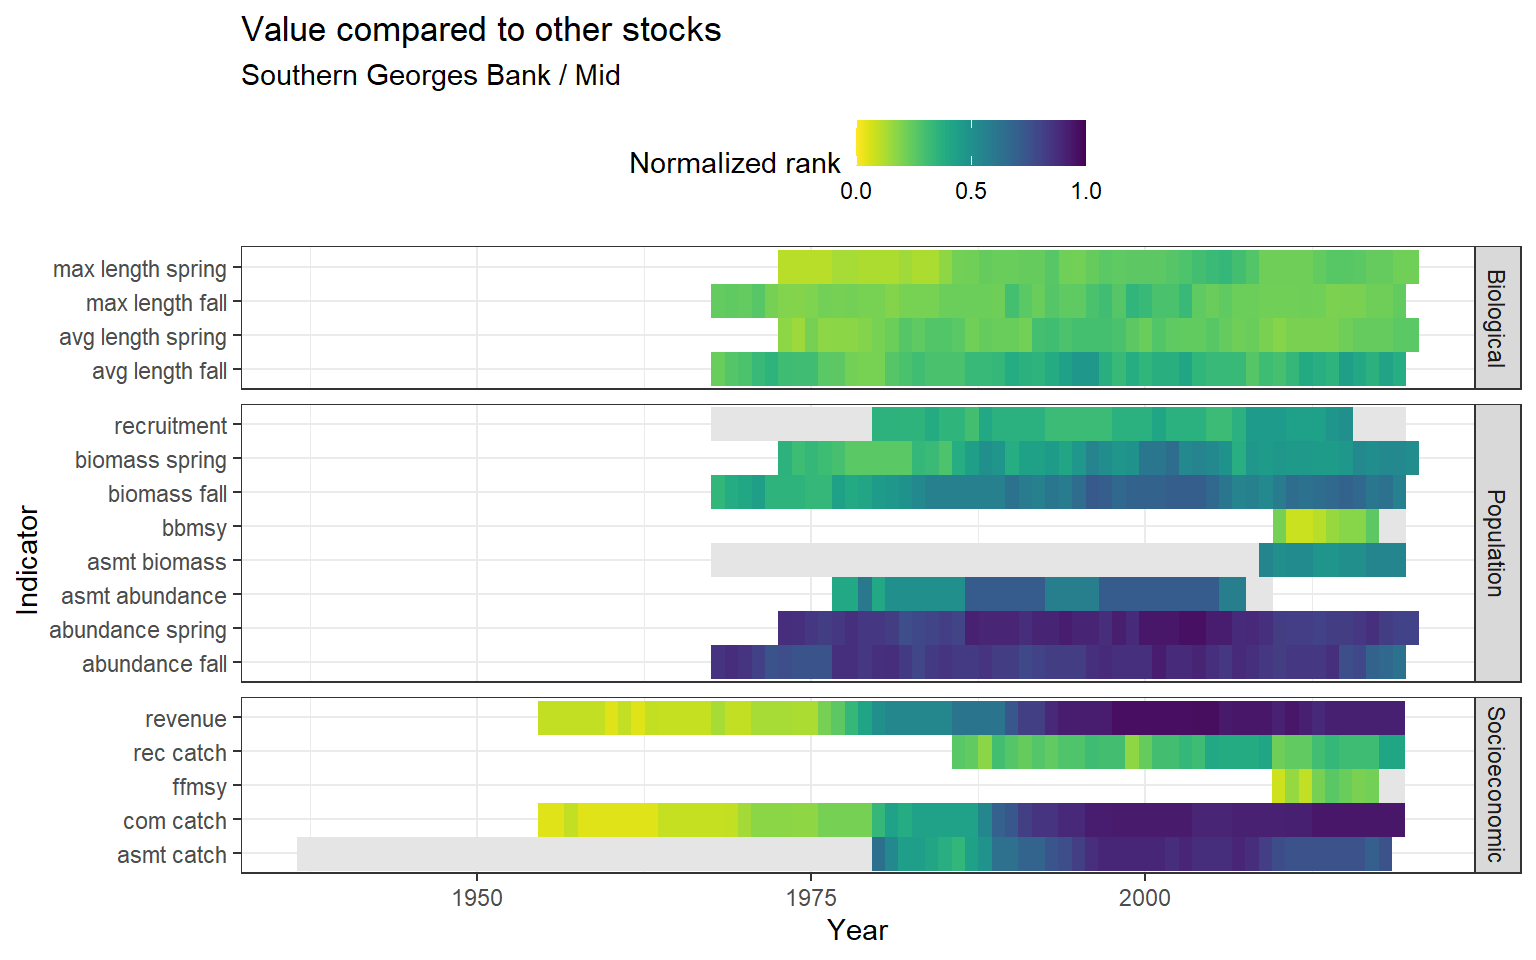 Value compared to other stocks
Southern Georges Bank / Mid
Normalized rank
0.0 0.5 1.0
max length spring
max length fall
avg length spring
avg length fall
Biological
recruitment
biomass spring
biomass fall
bbmsy
asmt biomass
asmt abundance
abundance spring
abundance fall
Population
revenue
rec catch
ffmsy
com catch
asmt catch
Socioeconomic
Indicator
1950 1975 2000
Year